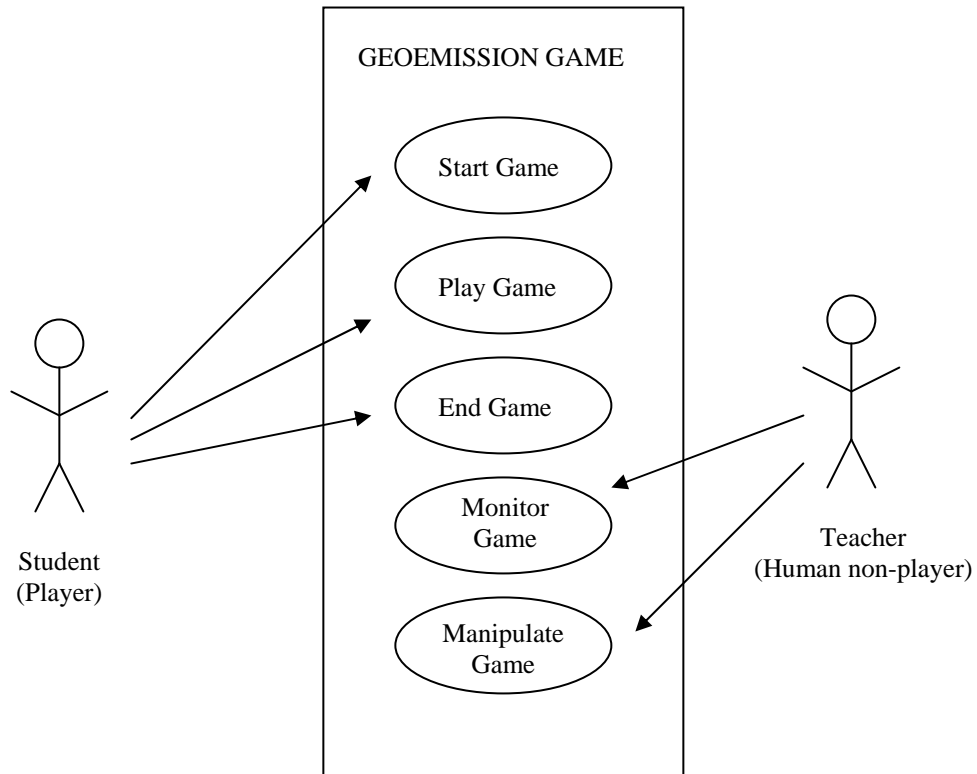 GEOEMISSION GAME
Start Game
Play Game
End Game
Monitor
Game
Manipulate
Game
Student
(Player)
Teacher
(Human non-player)